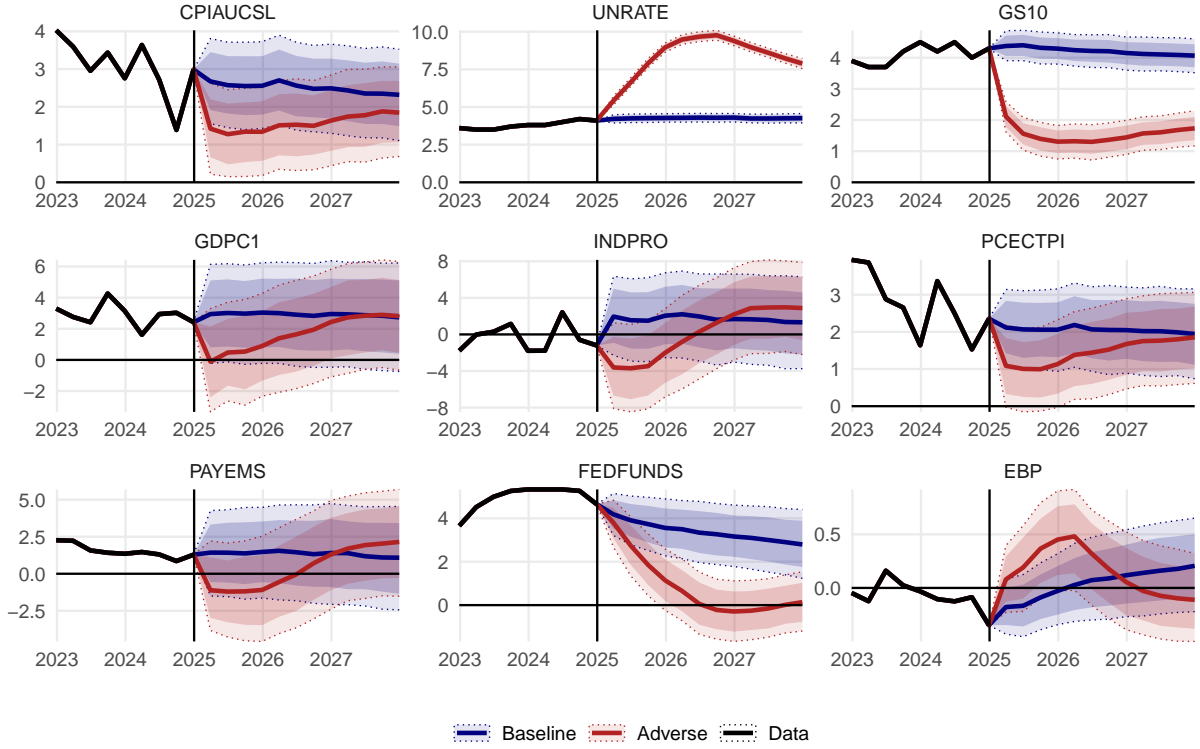 CPIAUCSL UNRATE GS10
4 3 2 1 0
10.0 7.5 5.0 2.5 0.0
4 3 2 1 0
2023 2024 2025 2026 2027 2023 2024 2025 2026 2027 2023 2024 2025 2026 2027
GDPC1 INDPRO PCECTPI
6 4 2 0 −2
8 4 0 −4 −8
3 2 1 0
2023 2024 2025 2026 2027 2023 2024 2025 2026 2027 2023 2024 2025 2026 2027
PAYEMS FEDFUNDS EBP
5.0 2.5 0.0 −2.5
4 2 0
0.5 0.0
2023 2024 2025 2026 2027 2023 2024 2025 2026 2027 2023 2024 2025 2026 2027
Baseline Adverse Data